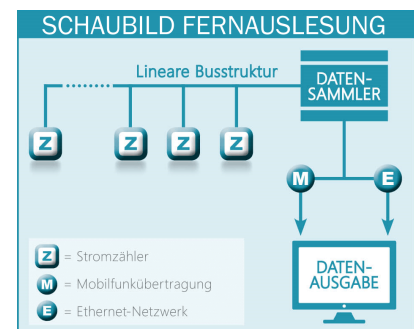 SCHAUBILD FERNAUSLESUNG
Lineare Busstruktur
DATEN-
SAMMLER
Z Z Z Z
M E
Z = Stromzähler
M = Mobilfunkübertragung
E = Ethernet-Netzwerk
DATEN-
AUSGABE